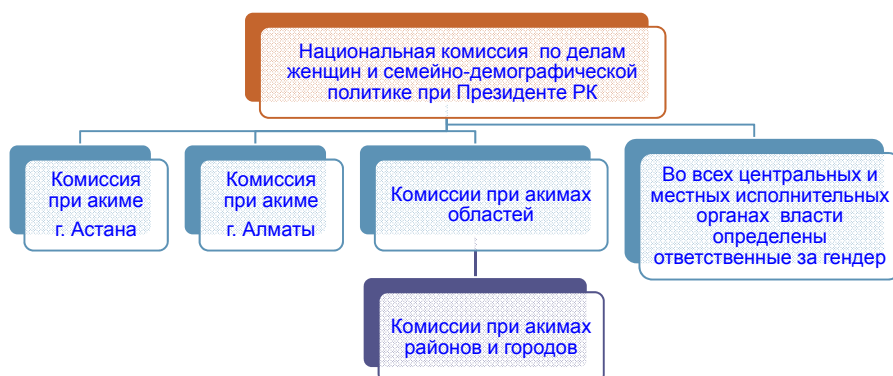 Национальная комиссия по делам
женщин и семейно-демографической
политике при Президенте РК
Комиссия
при акиме
г. Астана
Комиссия
при акиме
г. Алматы
Комиссии при акимах
областей
Во всех центральных и
местных исполнительных
органах власти
определены
ответственные за гендер
Комиссии при акимах
районов и городов